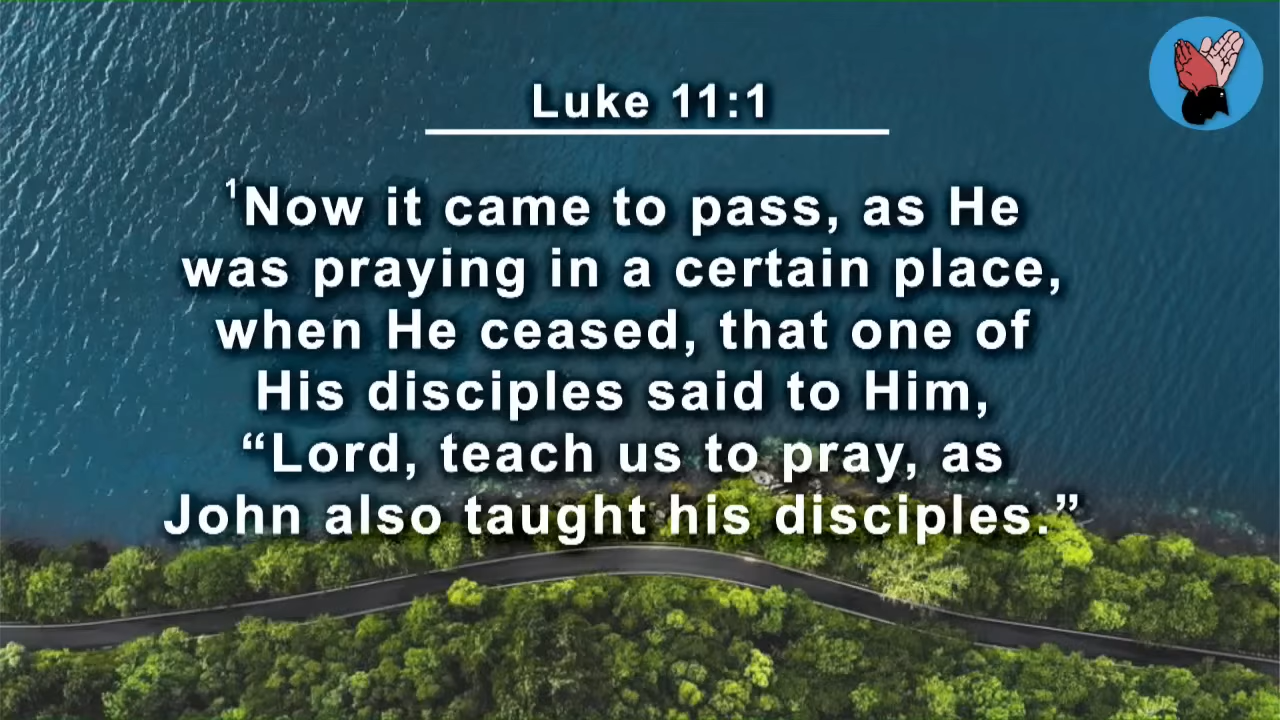 Luke 11:1
¹Now it came to pass, as He
was praying in a certain place,
when He ceased, that one of
His disciples said to Him,
“Lord, teach us to pray, as
John also taught his disciples.”